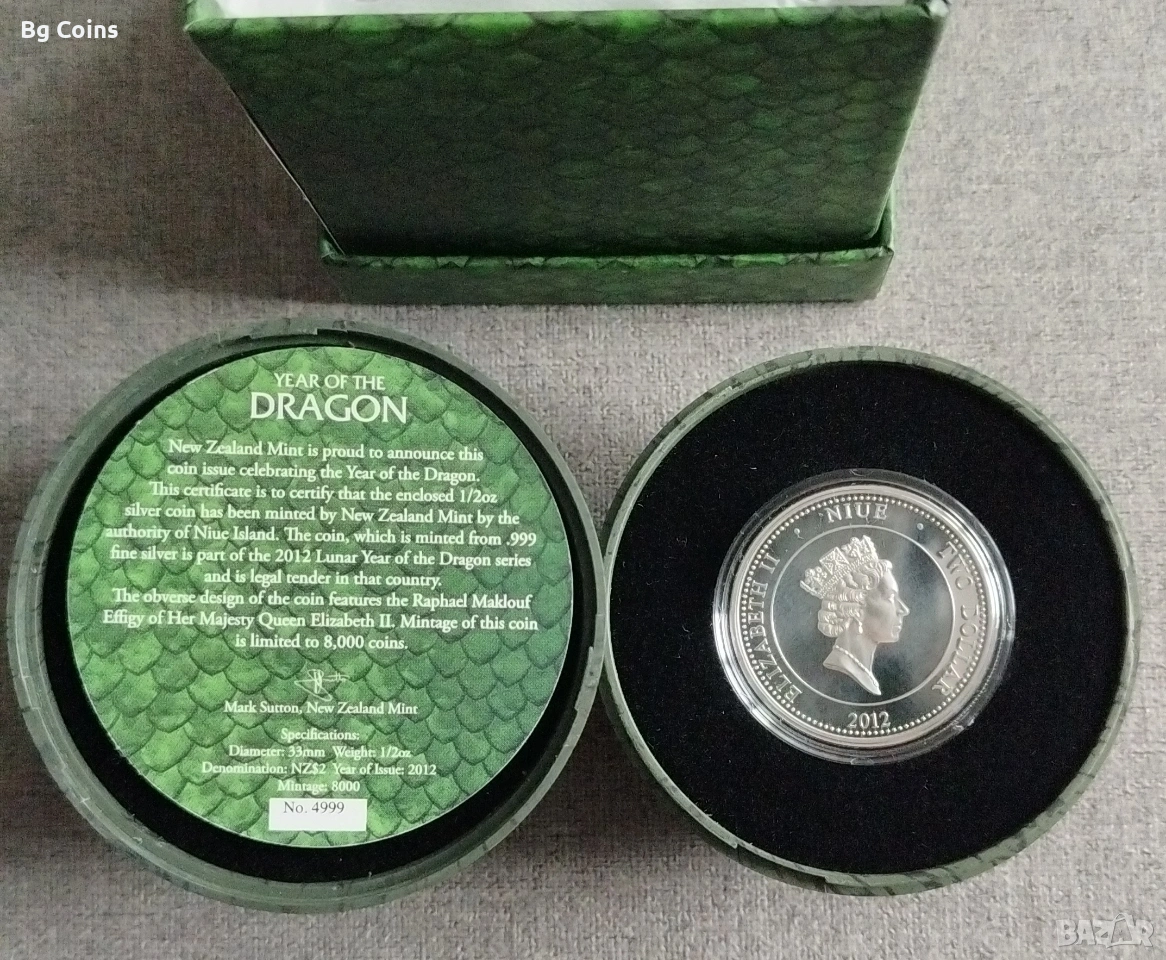 Bg Coins
YEAR OF THE
DRAGON
New Zealand Mint is proud to announce this
coin issue celebrating the Year of the Dragon.
This certificate is to certify that the enclosed 1/2oz
silver coin has been minted by New Zealand Mint by the
authority of Niue Island. The coin, which is minted from .999
fine silver is part of the 2012 Lunar Year of the Dragon series
and is legal tender in that country.
The obverse design of the coin features the Raphael Maklouf
Effigy of Her Majesty Queen Elizabeth II. Mintage of this coin
is limited to 8,000 coins.
Mark Sutton, New Zealand Mint
Specifications:
Diameter: 33mm Weight: 1/2oz
Denomination: NZ$2 Year of Issue: 2012
Mintage: 8000
No. 4999
ELIZABETH II • NIUE • TWO DOLLAR
2012
BAZAR